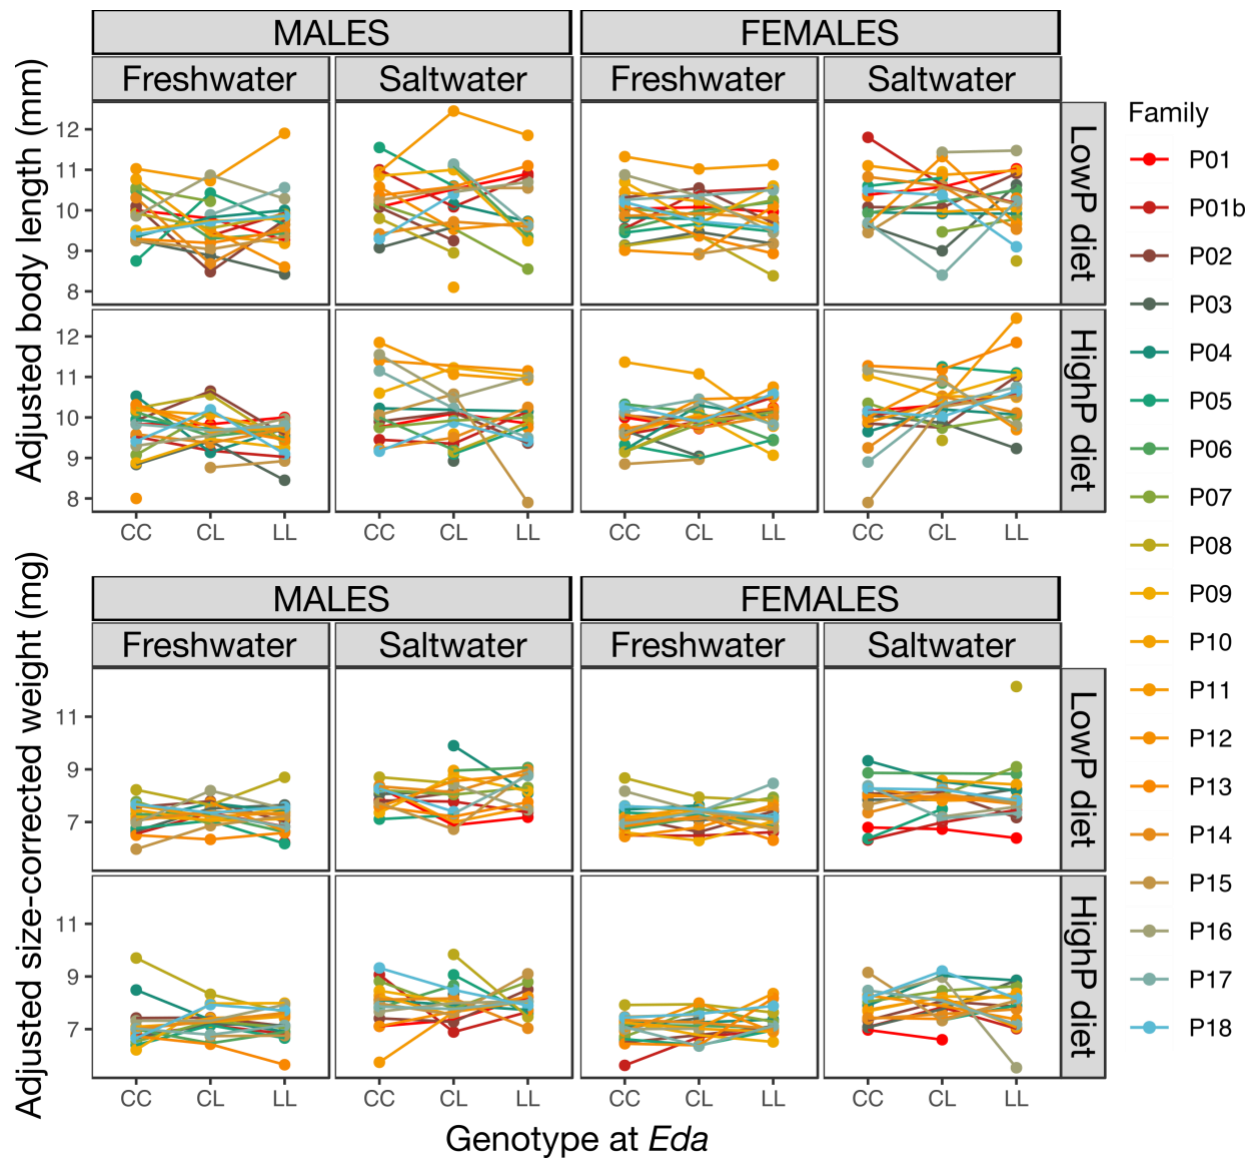 MALES FEMALES
Freshwater Saltwater Freshwater Saltwater
Adjusted body length (mm)
12
11
10
9
8
LowP diet
12
11
10
9
8
HighP diet
CC CL LL CC CL LL CC CL LL CC CL LL
MALES FEMALES
Freshwater Saltwater Freshwater Saltwater
Adjusted size-corrected weight (mg)
11
9
7
LowP diet
11
9
7
HighP diet
CC CL LL CC CL LL CC CL LL CC CL LL
Genotype at Eda
Family
P01
P01b
P02
P03
P04
P05
P06
P07
P08
P09
P10
P11
P12
P13
P14
P15
P16
P17
P18